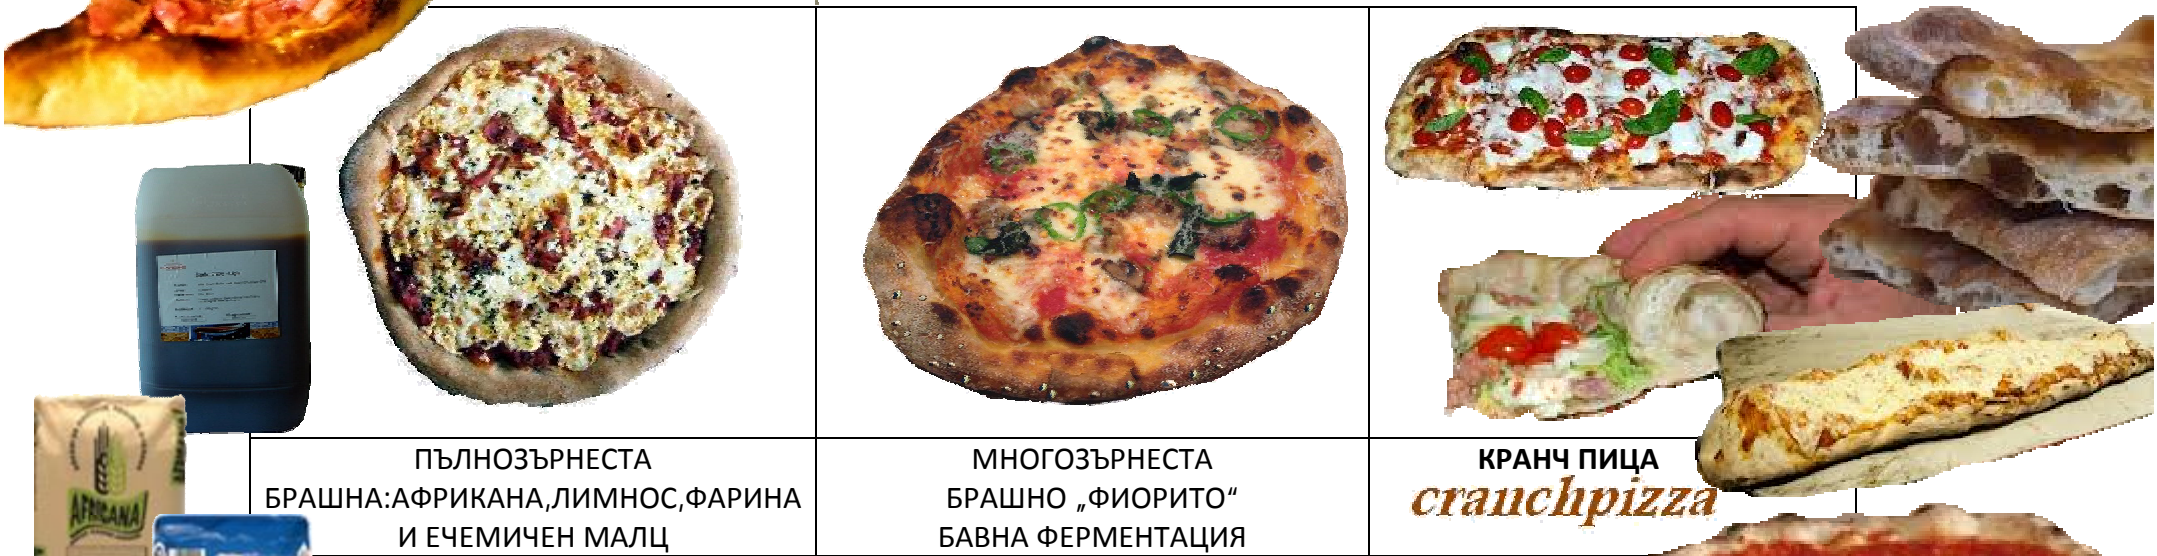 AFRICANA
ПЪЛНОЗЪРНЕСТА
БРАШНА:АФРИКАНА,ЛИМНОС,ФАРИНА
И ЕЧЕМИЧЕН МАЛЦ
МНОГОЗЪРНЕСТА
БРАШНО „ФИОРИТО“
БАВНА ФЕРМЕНТАЦИЯ
КРАНЧ ПИЦА
crauchpizza